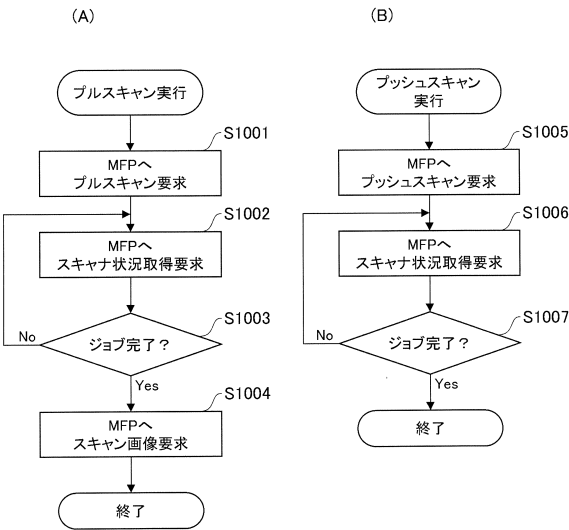 (A)
プルスキャン実行
S1001
MFPへ
プルスキャン要求
S1002
MFPへ
スキャナ状況取得要求
S1003
ジョブ完了？
No
Yes
S1004
MFPへ
スキャン画像要求
終了
(B)
プッシュスキャン
実行
S1005
MFPへ
プッシュスキャン要求
S1006
MFPへ
スキャナ状況取得要求
S1007
ジョブ完了？
No
Yes
終了